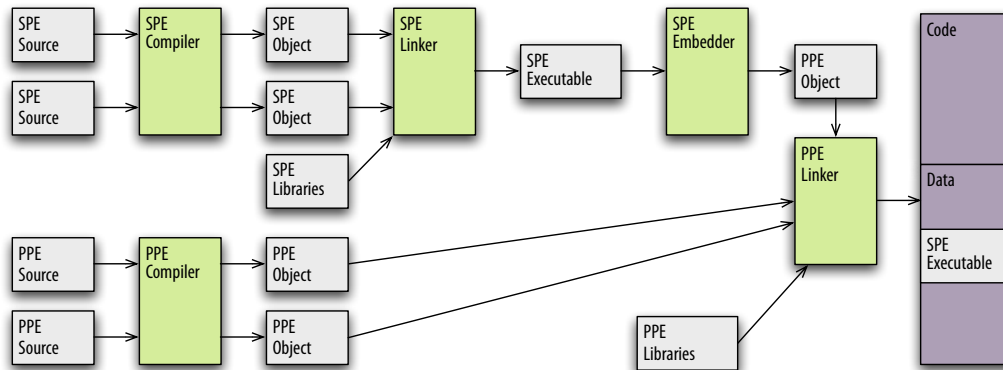 SPE
Source
SPE
Compiler
SPE
Object
SPE
Linker
SPE
Embedder
Code
SPE
Executable
PPE
Object
SPE
Source
SPE
Object
SPE
Libraries
PPE
Linker
Data
PPE
Source
PPE
Compiler
PPE
Object
SPE
Executable
PPE
Source
PPE
Object
PPE
Libraries